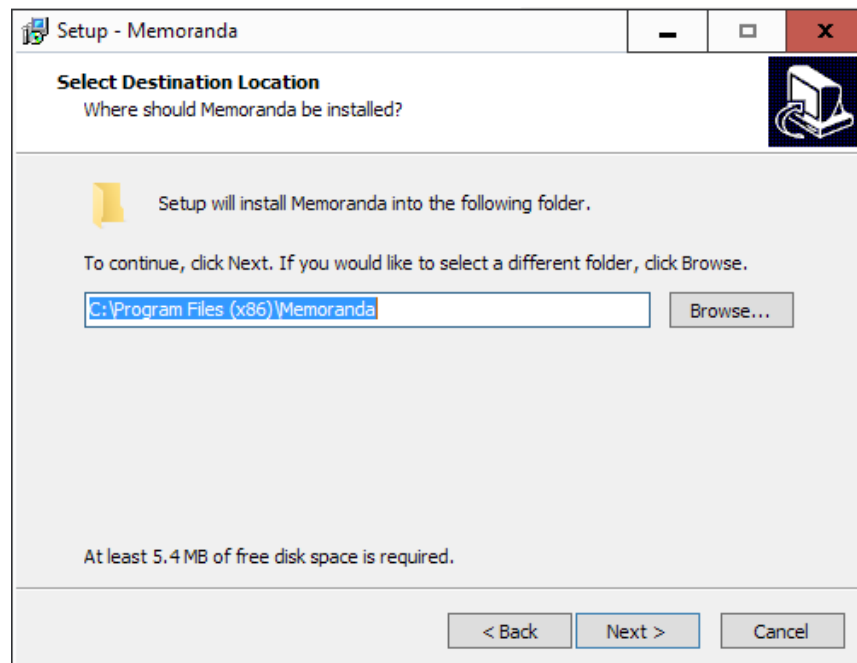 Setup - Memoranda
Select Destination Location
Where should Memoranda be installed?
Setup will install Memoranda into the following folder.
To continue, click Next. If you would like to select a different folder, click Browse.
C:\Program Files (x86)\Memoranda
Browse...
At least 5.4 MB of free disk space is required.
< Back
Next >
Cancel